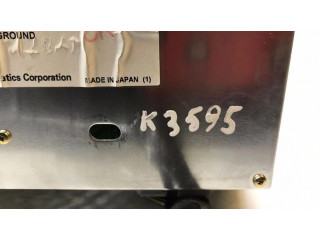 GROUND
atics Corporation MADE IN JAPAN (1)
K3595